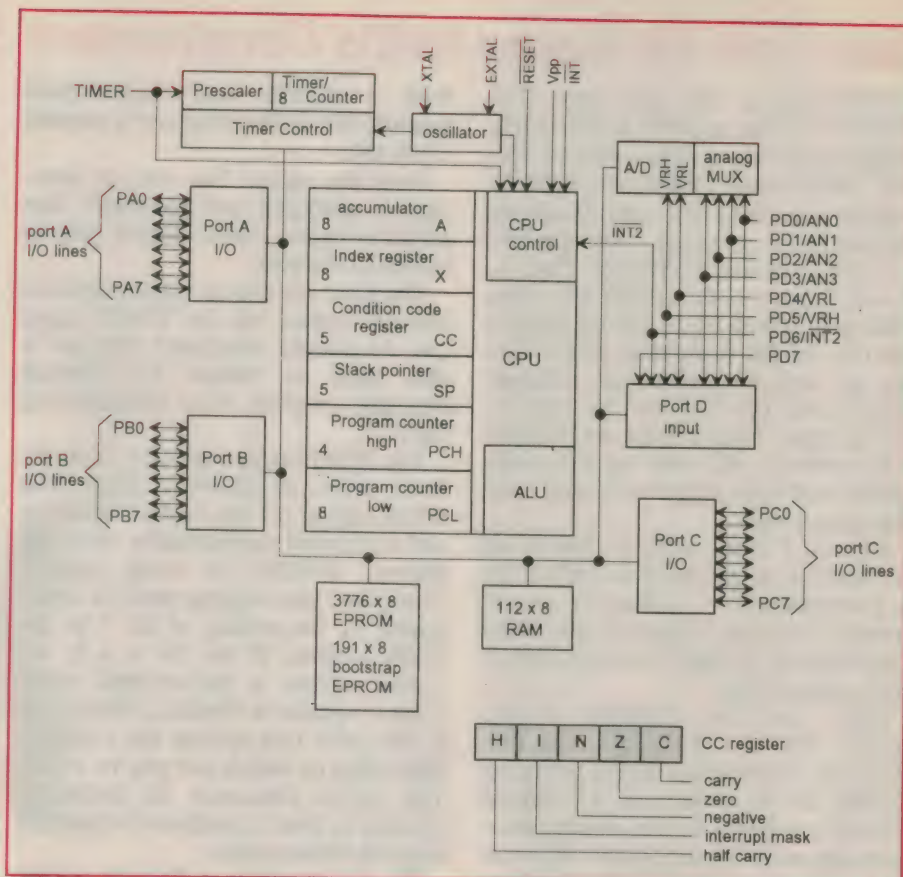 XTAL
EXTAL
RESET
Vpp
INT
TIMER
Prescaler
Timer/
8 Counter
Timer Control
oscillator
A/D
VRH
VRL
analog
MUX
PA0
port A
I/O lines
PA7
Port A
I/O
accumulator
8 A
Index register
8 X
Condition code
register
5 CC
Stack pointer
5 SP
Program counter
high
4 PCH
Program counter
low
8 PCL
CPU
control
INT2
CPU
ALU
PD0/AN0
PD1/AN1
PD2/AN2
PD3/AN3
PD4/VRL
PD5/VRH
PD6/INT2
PD7
Port D
input
PB0
port B
I/O lines
PB7
Port B
I/O
Port C
I/O
PC0
port C
I/O lines
PC7
3776 x 8
EPROM
191 x 8
bootstrap
EPROM
112 x 8
RAM
H I N Z C CC register
carry
zero
negative
interrupt mask
half carry